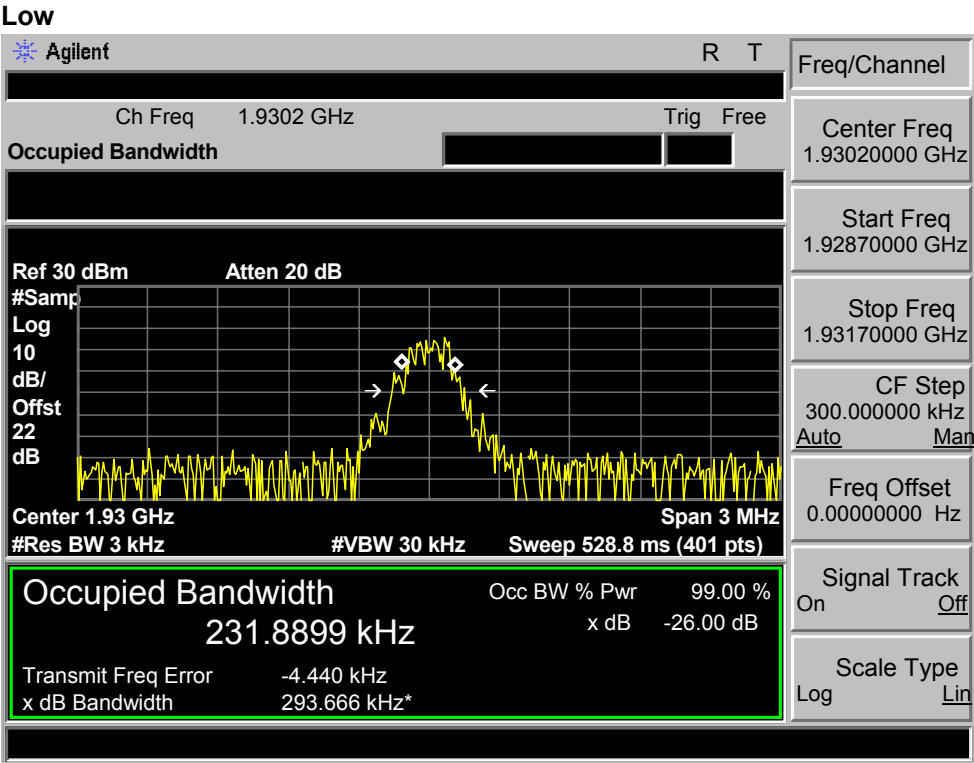 Low
Agilent R T
Ch Freq 1.9302 GHz Trig Free
Occupied Bandwidth
Ref 30 dBm Atten 20 dB
#Samp
Log
10
dB/
Offst
22
dB
Center 1.93 GHz Span 3 MHz
#Res BW 3 kHz #VBW 30 kHz Sweep 528.8 ms (401 pts)
Occupied Bandwidth
231.8899 kHz
Occ BW % Pwr 99.00 %
x dB -26.00 dB
Transmit Freq Error -4.440 kHz
x dB Bandwidth 293.666 kHz*
Freq/Channel
Center Freq
1.93020000 GHz
Start Freq
1.92870000 GHz
Stop Freq
1.93170000 GHz
CF Step
300.000000 kHz
Auto Man
Freq Offset
0.00000000 Hz
Signal Track
On Off
Scale Type
Log Lin